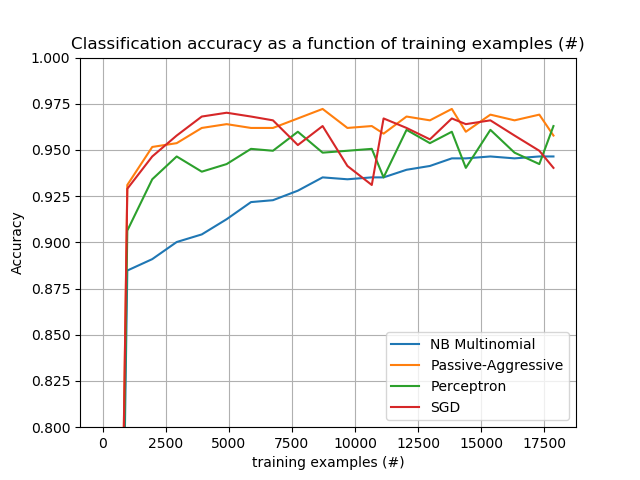 Classification accuracy as a function of training examples (#)
1.000
0.975
0.950
0.925
0.900
0.875
0.850
0.825
0.800
Accuracy
NB Multinomial
Passive-Aggressive
Perceptron
SGD
0 2500 5000 7500 10000 12500 15000 17500
training examples (#)